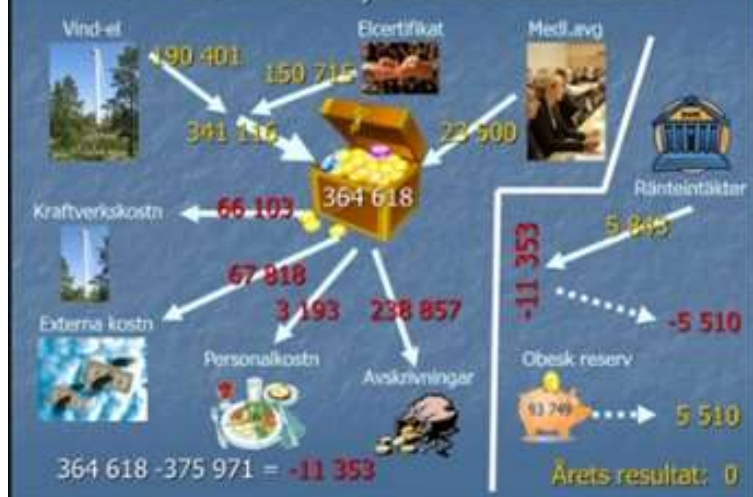 Vind-el
Elcertifikat
Medl.avg
190 401
150 715
341 116
23 500
364 618
Ränteintäkter
5 843
-11 353
-5 510
Kraftverkskostn
66 103
67 818
3 193
238 857
Externa kostn
Personalkostn
Avskrivningar
Obesk reserv
93 749
5 510
364 618 -375 971 = -11 353
Årets resultat: 0